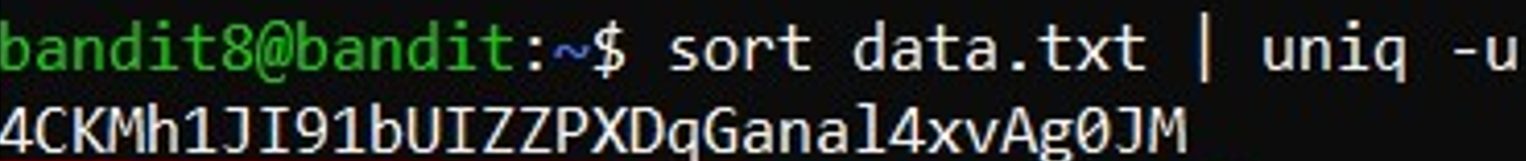 bandit8@bandit:~$ sort data.txt | uniq -u
4CKMh1JI91bUIZZPXDqGanal4xvAg0JM